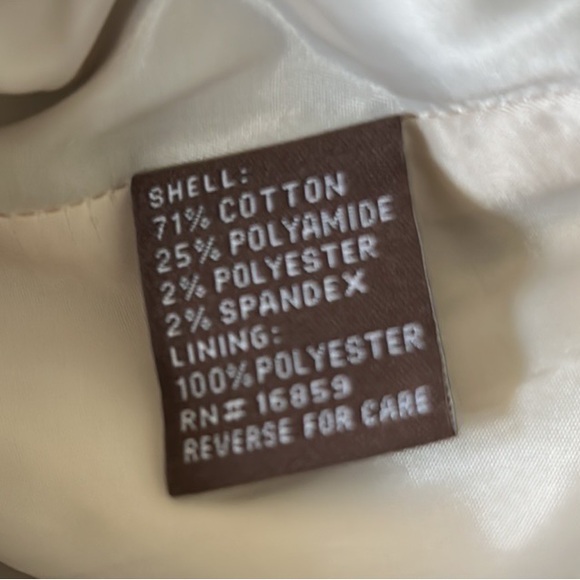 SHELL:
71% COTTON
25% POLYAMIDE
2% POLYESTER
2% SPANDEX
LINING:
100% POLYESTER
RN# 16859
REVERSE FOR CARE